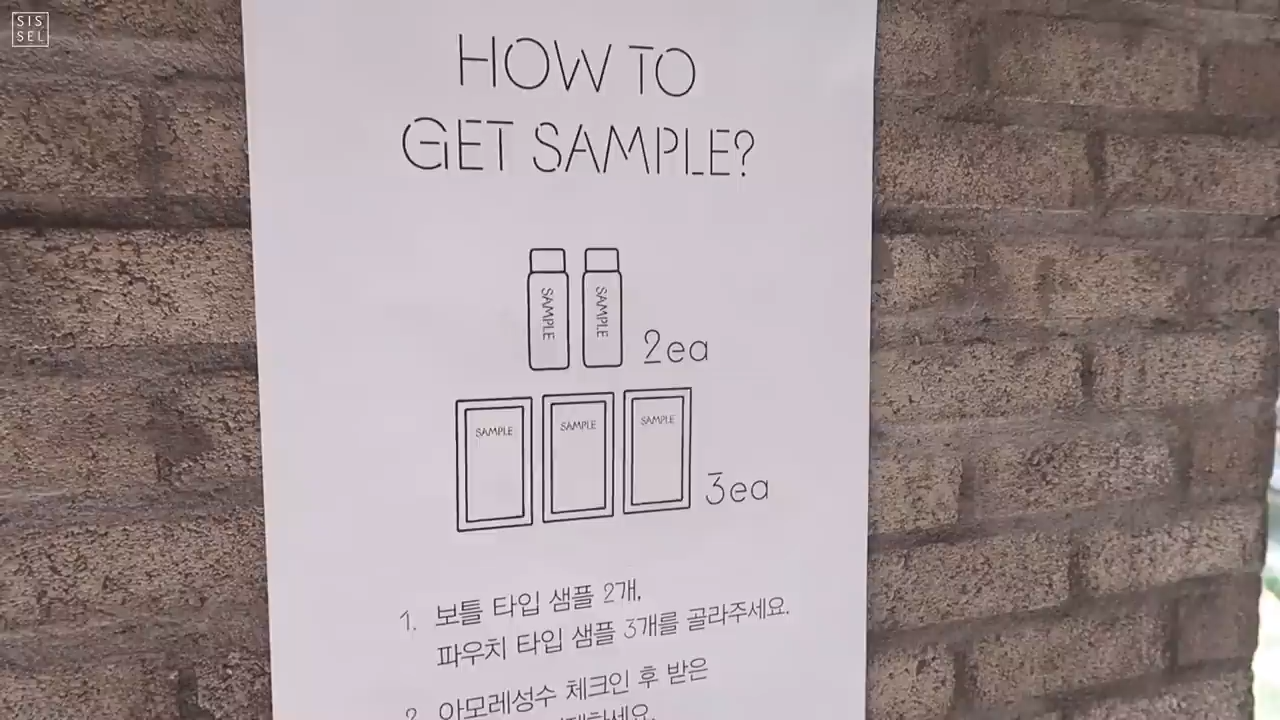 SIS
SEL
HOW TO
GET SAMPLE?
SAMPLE
SAMPLE
2ea
SAMPLE
SAMPLE
SAMPLE
3ea
1. 보틀 타입 샘플 2개,
파우치 타입 샘플 3개를 골라주세요.
2. 아모레성수 체크인 후 받은